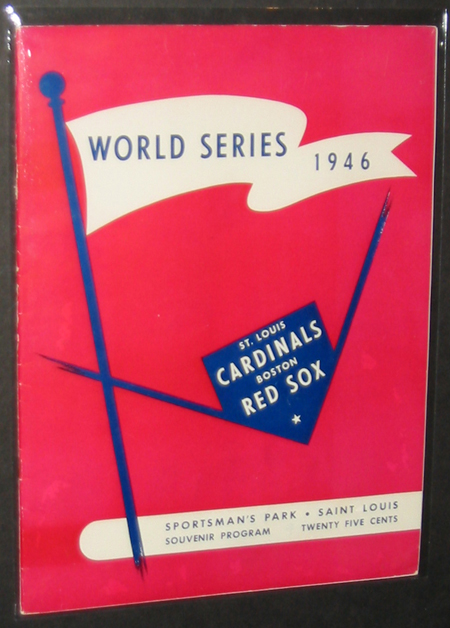 WORLD SERIES
1946
ST. LOUIS
CARDINALS
BOSTON
RED SOX
SPORTSMAN'S PARK • SAINT LOUIS
SOUVENIR PROGRAM TWENTY FIVE CENTS